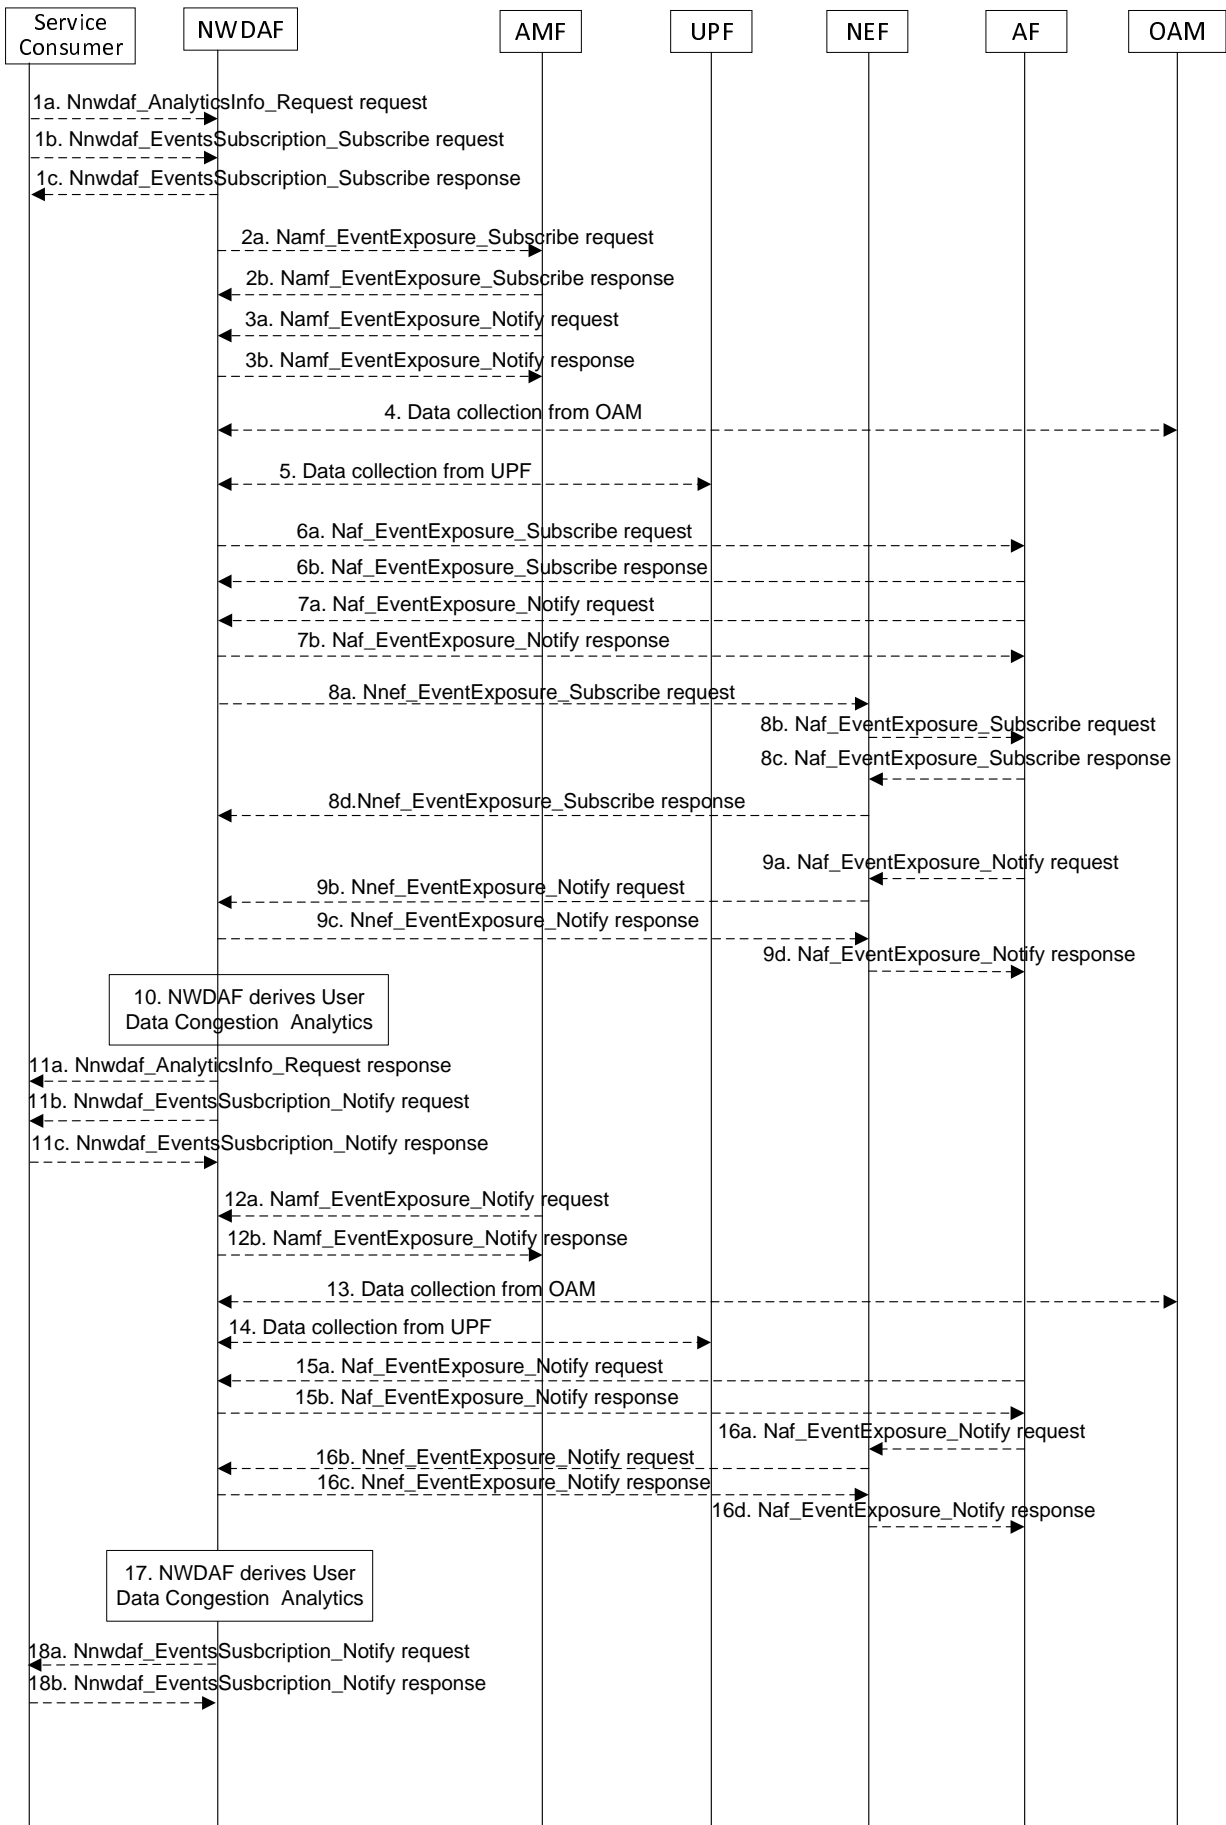 Service
Consumer
NWDAF
AMF
UPF
NEF
AF
OAM
1a. Nnwdaf_AnalyticsInfo_Request request
1b. Nnwdaf_EventsSubscription_Subscribe request
1c. Nnwdaf_EventsSubscription_Subscribe response
2a. Namf_EventExposure_Subscribe request
2b. Namf_EventExposure_Subscribe response
3a. Namf_EventExposure_Notify request
3b. Namf_EventExposure_Notify response
4. Data collection from OAM
5. Data collection from UPF
6a. Naf_EventExposure_Subscribe request
6b. Naf_EventExposure_Subscribe response
7a. Naf_EventExposure_Notify request
7b. Naf_EventExposure_Notify response
8a. Nnef_EventExposure_Subscribe request
8b. Naf_EventExposure_Subscribe request
8c. Naf_EventExposure_Subscribe response
8d.Nnef_EventExposure_Subscribe response
9a. Naf_EventExposure_Notify request
9b. Nnef_EventExposure_Notify request
9c. Nnef_EventExposure_Notify response
9d. Naf_EventExposure_Notify response
10. NWDAF derives User
Data Congestion Analytics
11a. Nnwdaf_AnalyticsInfo_Request response
11b. Nnwdaf_EventsSusbcription_Notify request
11c. Nnwdaf_EventsSusbcription_Notify response
12a. Namf_EventExposure_Notify request
12b. Namf_EventExposure_Notify response
13. Data collection from OAM
14. Data collection from UPF
15a. Naf_EventExposure_Notify request
15b. Naf_EventExposure_Notify response
16a. Naf_EventExposure_Notify request
16b. Nnef_EventExposure_Notify request
16c. Nnef_EventExposure_Notify response
16d. Naf_EventExposure_Notify response
17. NWDAF derives User
Data Congestion Analytics
18a. Nnwdaf_EventsSusbcription_Notify request
18b. Nnwdaf_EventsSusbcription_Notify response